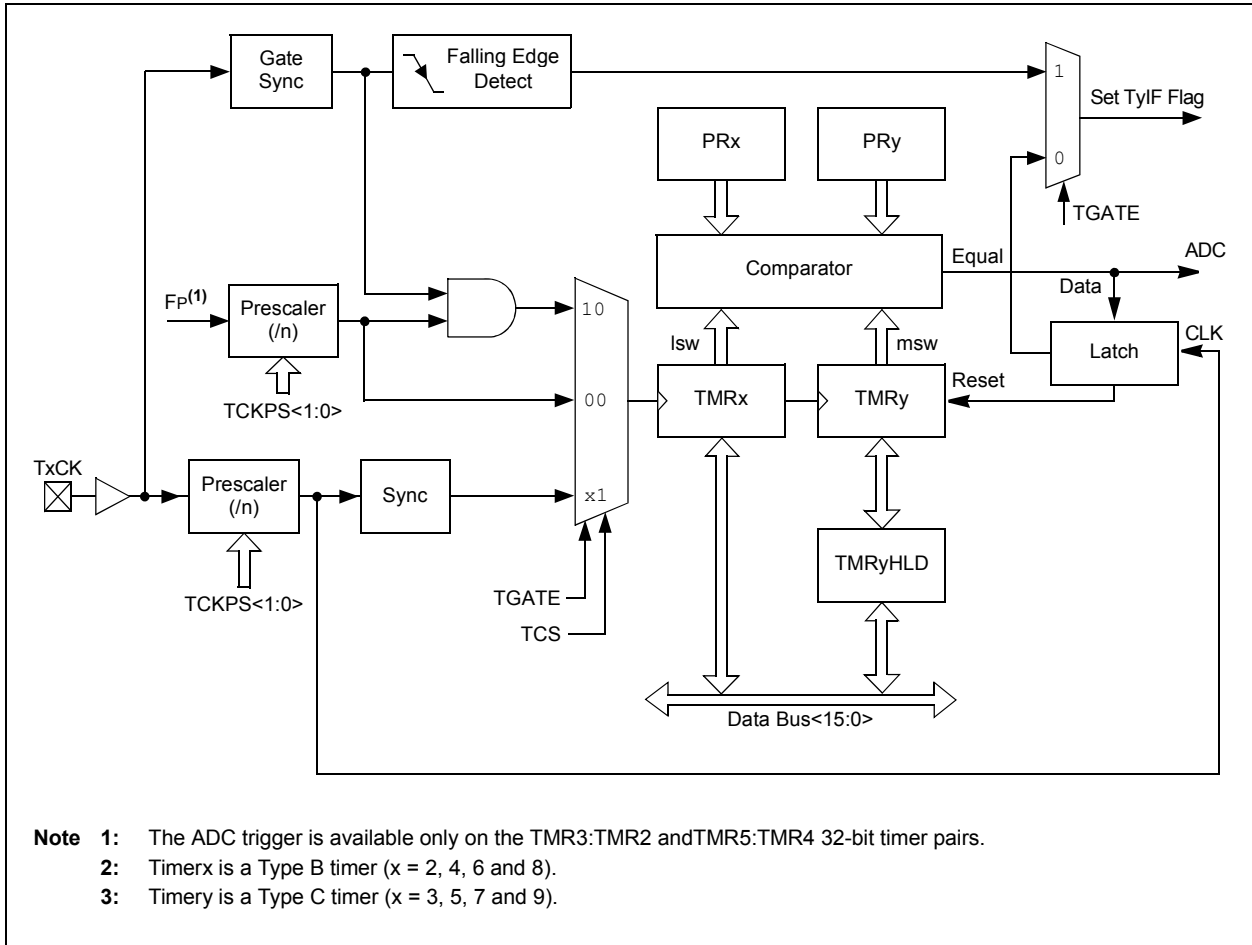 Gate
Sync
Falling Edge
Detect
1
Set TyIF Flag
PRx
PRy
0
TGATE
Comparator
Equal
ADC
Data
FP(1)
Prescaler
(/n)
10
lsw
msw
Latch
CLK
00
TMRx
TMRy
Reset
TCKPS<1:0>
TxCK
Prescaler
(/n)
Sync
x1
TMRyHLD
TCKPS<1:0>
TGATE
TCS
Data Bus<15:0>
Note 1: The ADC trigger is available only on the TMR3:TMR2 andTMR5:TMR4 32-bit timer pairs.
2: Timerx is a Type B timer (x = 2, 4, 6 and 8).
3: Timery is a Type C timer (x = 3, 5, 7 and 9).